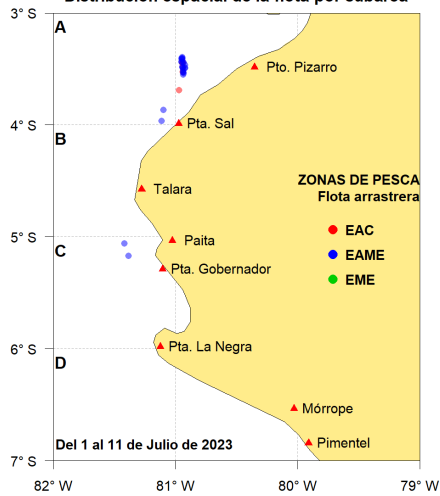 Distribución espacial de la flota por subárea
3° S
A
Pto. Pizarro
4° S
Pta. Sal
B
ZONAS DE PESCA
Talara
Flota arrastrera
EAC
5° S
Paita
C
EAME
Pta. Gobernador
EME
6° S
Pta. La Negra
D
Mórrope
Del 1 al 11 de Julio de 2023
Pimentel
7° S
82° W
81° W
80° W
79° W